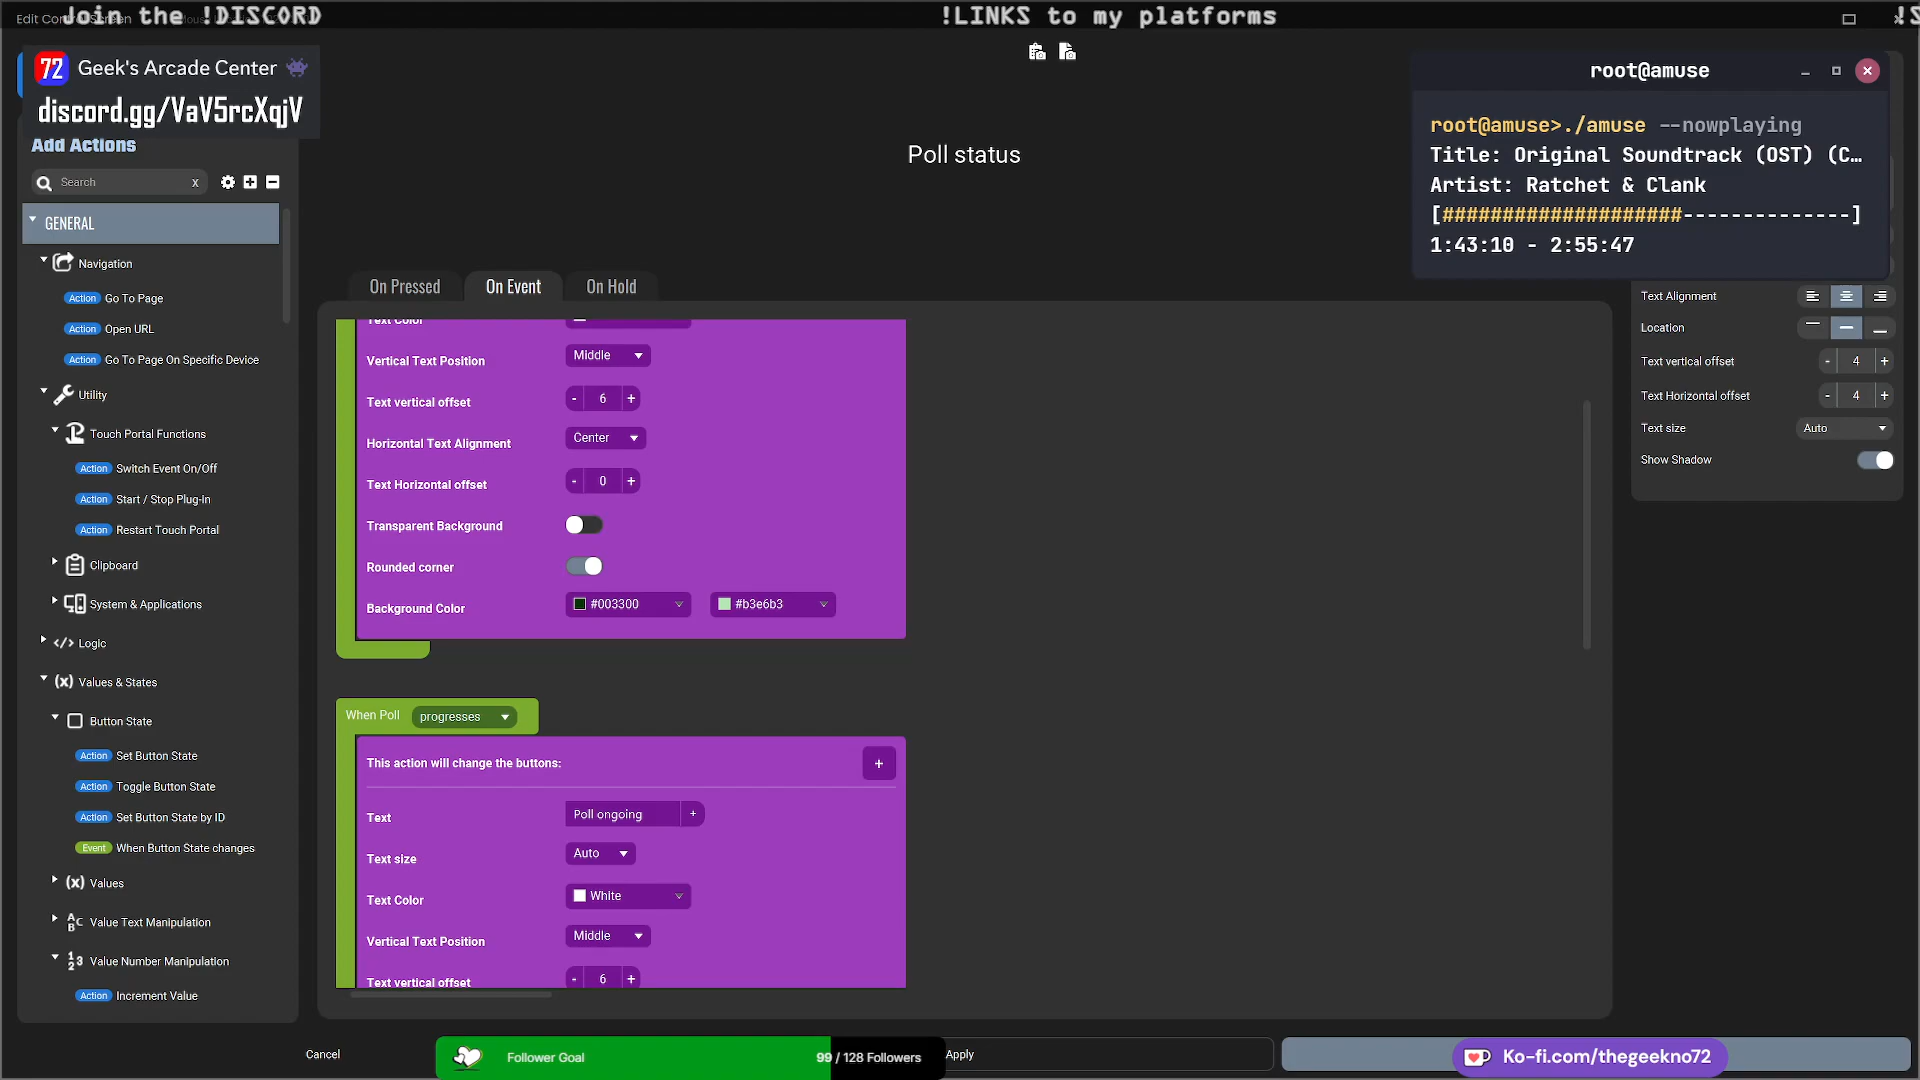 Join the !DISCORD
!LINKS to my platforms
72 Geek's Arcade Center
discord.gg/VaV5rcXqjV
root@amuse
root@amuse>./amuse --nowplaying
Title: Original Soundtrack (OST) (C…
Artist: Ratchet & Clank
[####################--------------]
1:43:10 - 2:55:47
Add Actions
Search x
GENERAL
Navigation
Action Go To Page
Action Open URL
Action Go To Page On Specific Device
Utility
Touch Portal Functions
Action Switch Event On/Off
Action Start / Stop Plug-In
Action Restart Touch Portal
Clipboard
System & Applications
Logic
Values & States
Button State
Action Set Button State
Action Toggle Button State
Action Set Button State by ID
Event When Button State changes
Values
Value Text Manipulation
Value Number Manipulation
Action Increment Value
Poll status
On Pressed
On Event
On Hold
Text Color
Vertical Text Position Middle
Text vertical offset - 6 +
Horizontal Text Alignment Center
Text Horizontal offset - 0 +
Transparent Background
Rounded corner
Background Color #003300 #b3e6b3
When Poll progresses
This action will change the buttons: +
Text Poll ongoing +
Text size Auto
Text Color White
Vertical Text Position Middle
Text vertical offset - 6 +
Text Alignment
Location
Text vertical offset - 4 +
Text Horizontal offset - 4 +
Text size Auto
Show Shadow
Cancel
Follower Goal 99 / 128 Followers
Apply
Ko-fi.com/thegeekno72